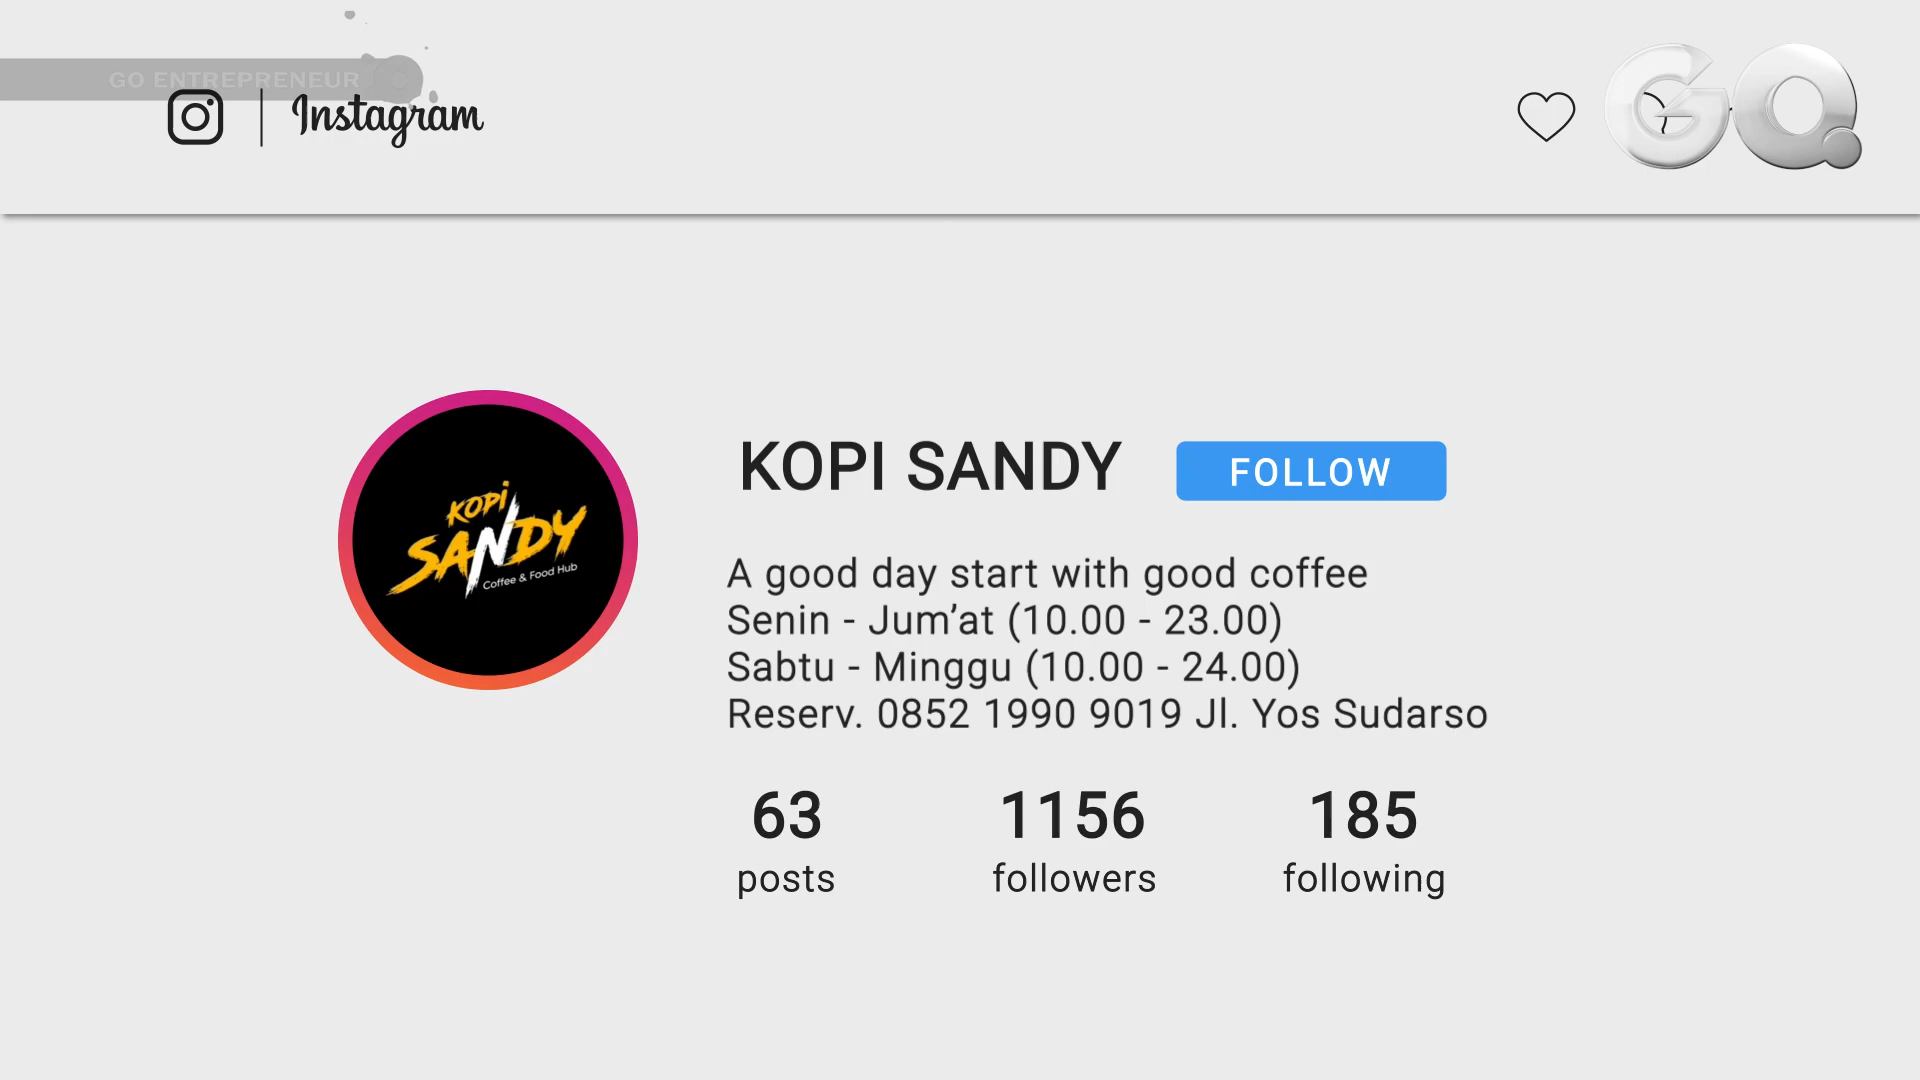 GO ENTREPRENEUR
Instagram
GO
KOPI SANDY
FOLLOW
KOPI
SANDY
Coffee & Food Hub
A good day start with good coffee
Senin - Jum’at (10.00 - 23.00)
Sabtu - Minggu (10.00 - 24.00)
Reserv. 0852 1990 9019 Jl. Yos Sudarso
63
1156
185
posts
followers
following